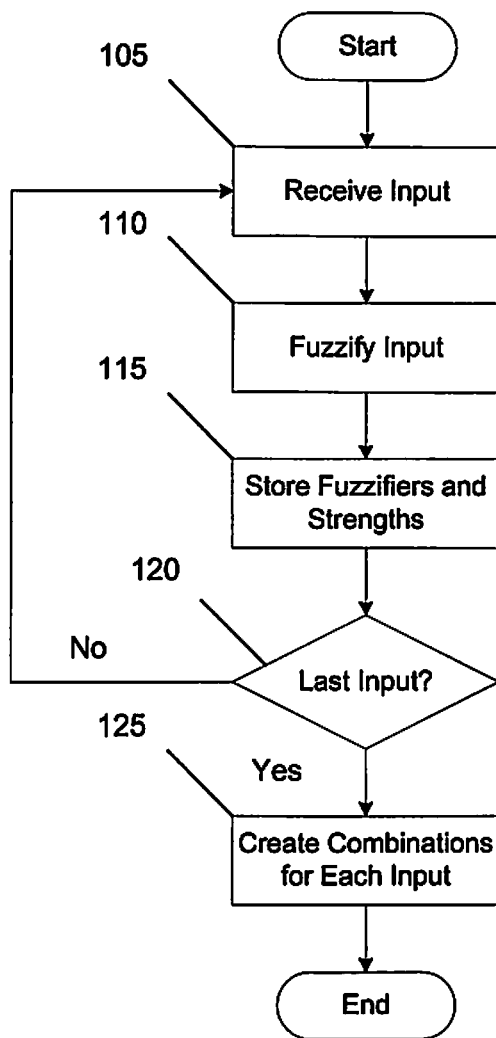 Start
105
Receive Input
110
Fuzzify Input
115
Store Fuzzifiers and
Strengths
120
No
Last Input?
125
Yes
Create Combinations
for Each Input
End